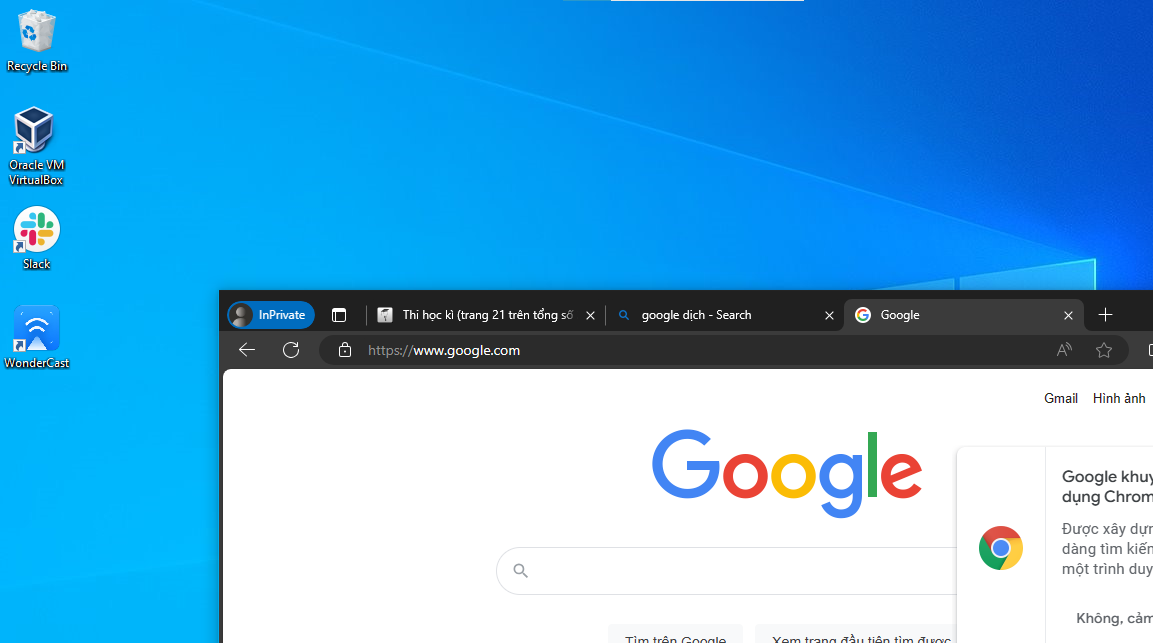 Recycle Bin
Oracle VM
VirtualBox
Slack
WonderCast
InPrivate
Thi học kì (trang 21 trên tổng số
google dịch - Search
Google
https://www.google.com
Gmail Hình ảnh
Google
Google khuy
dụng Chrom
Được xây dựn
dàng tìm kiến
một trình duy
Không, cảm
Tìm trên Google
Xem trang đầu tiên tìm được